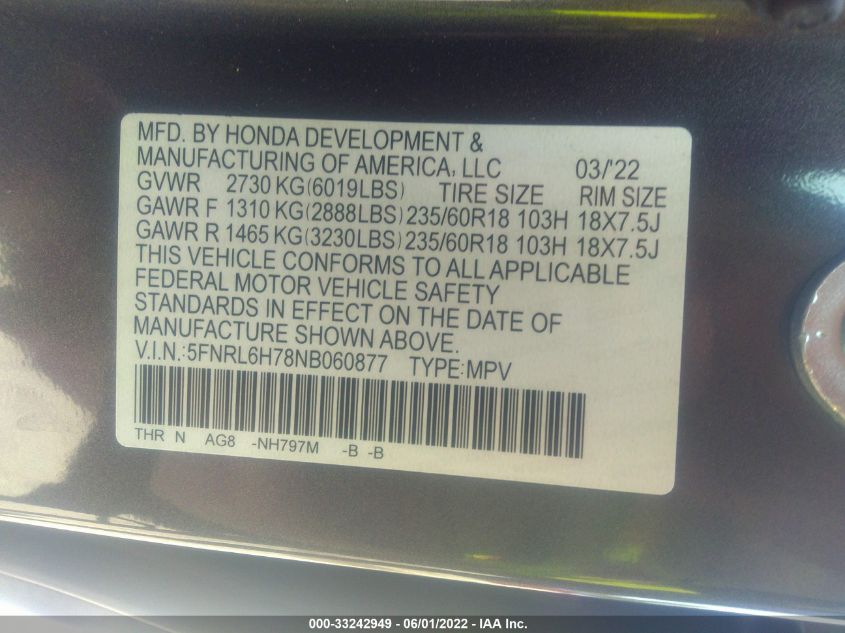 MFD. BY HONDA DEVELOPMENT &
MANUFACTURING OF AMERICA, LLC 03/'22
GVWR 2730 KG(6019LBS) TIRE SIZE RIM SIZE
GAWR F 1310 KG(2888LBS) 235/60R18 103H 18X7.5J
GAWR R 1465 KG(3230LBS) 235/60R18 103H 18X7.5J
THIS VEHICLE CONFORMS TO ALL APPLICABLE
FEDERAL MOTOR VEHICLE SAFETY
STANDARDS IN EFFECT ON THE DATE OF
MANUFACTURE SHOWN ABOVE.
V.I.N.:5FNRL6H78NB060877 TYPE:MPV
THR N AG8 -NH797M -B -B
000-33242949 - 06/01/2022 - IAA Inc.